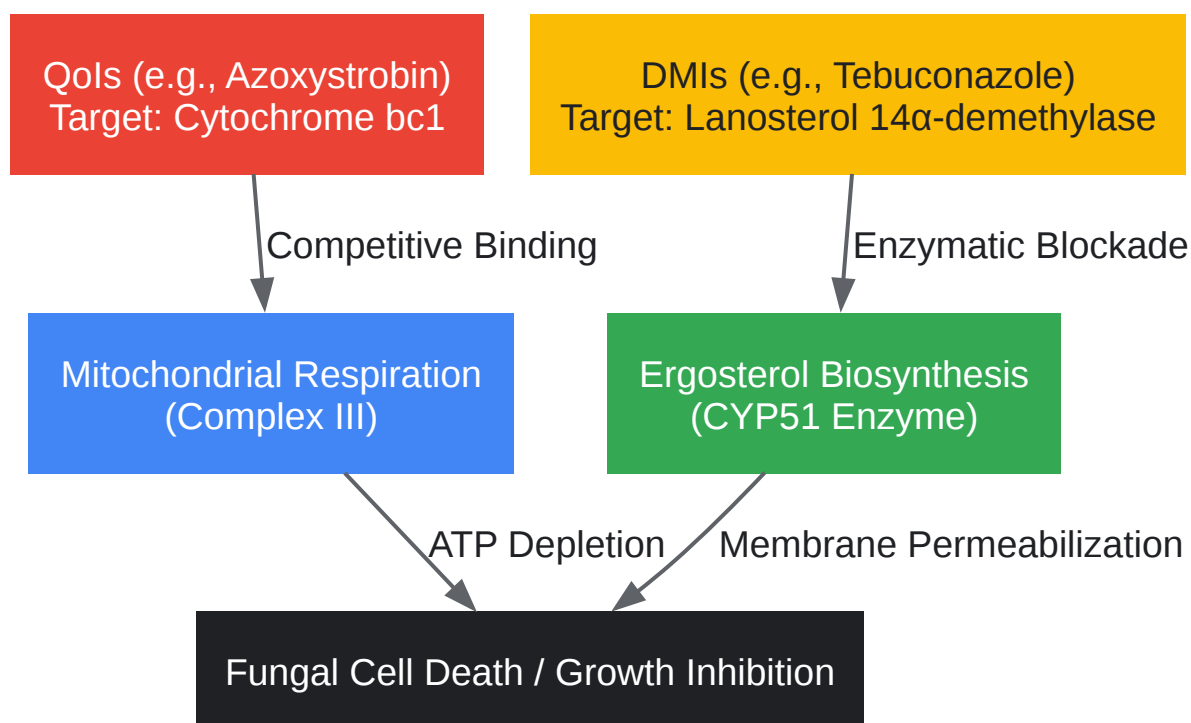 QoIs (e.g., Azoxystrobin)
Target: Cytochrome bc1
DMIs (e.g., Tebuconazole)
Target: Lanosterol 14α-demethylase
Competitive Binding
Enzymatic Blockade
Mitochondrial Respiration
(Complex III)
Ergosterol Biosynthesis
(CYP51 Enzyme)
ATP Depletion
Membrane Permeabilization
Fungal Cell Death / Growth Inhibition